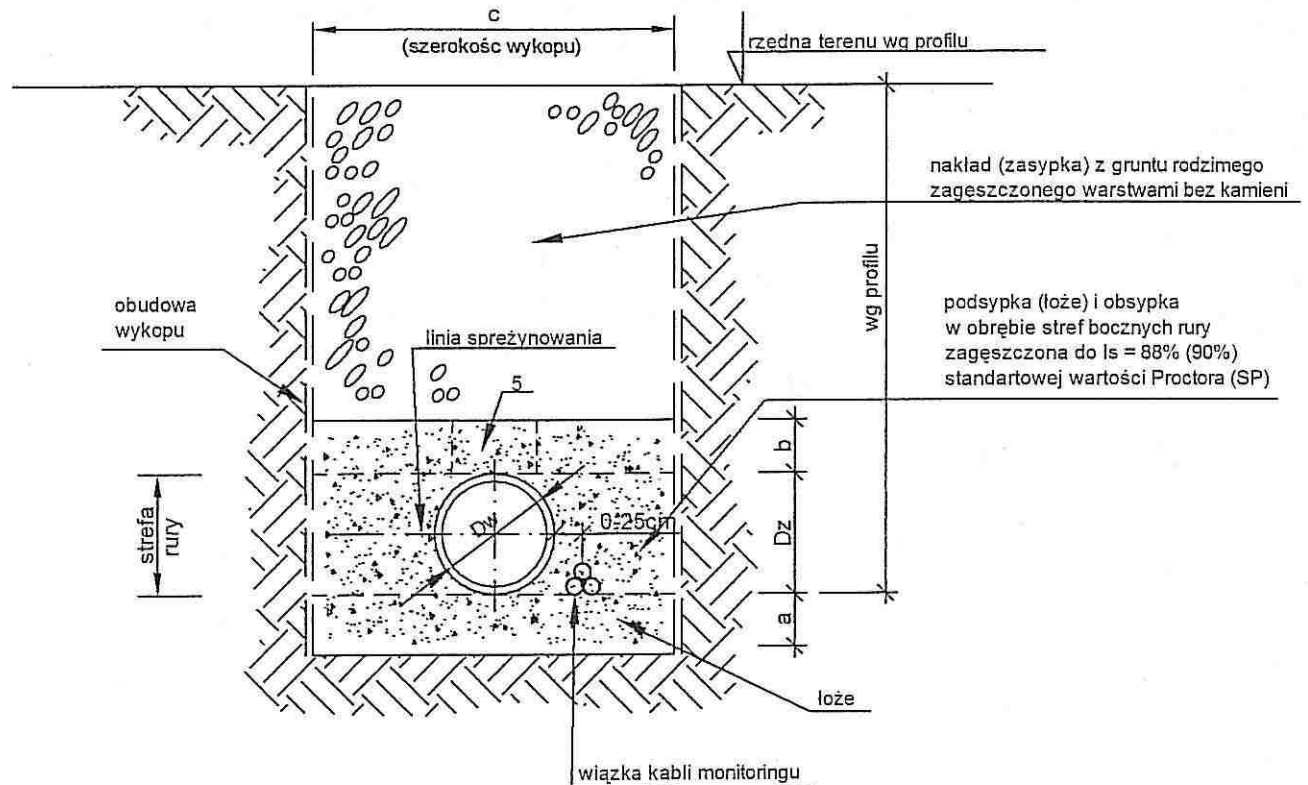 c
(szerokośc wykopu)
rzedna terenu wg profilu
nakład (zasypka) z gruntu rodzimego
zagęszczonego warstwami bez kamieni
wg profilu
obudowa
wykopu
linia spreżynowania
5
podsypka (łoże) i obsypka
w obrębie stref bocznych rury
zagęszczona do Is = 88% (90%)
standartowej wartości Proctora (SP)
b
strefa
rury
Dw
0-25cm
Dz
a
łoże
wiązka kabli monitoringu